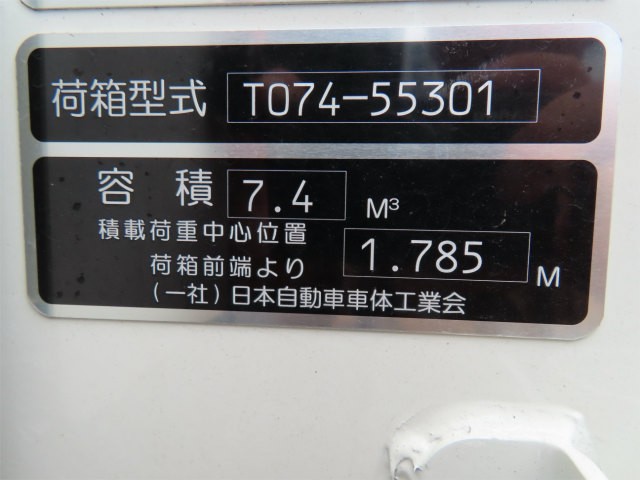 荷箱型式 T074-55301
容積 7.4 M³
積載荷重中心位置
荷箱前端より 1.785 M
(一社)日本自動車車体工業会